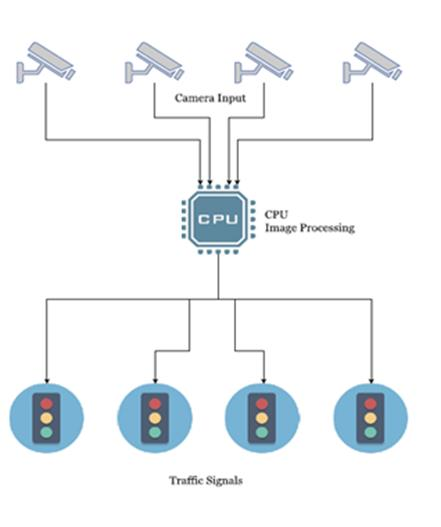 Camera Input
CPU
CPU
Image Processing
Traffic Signals